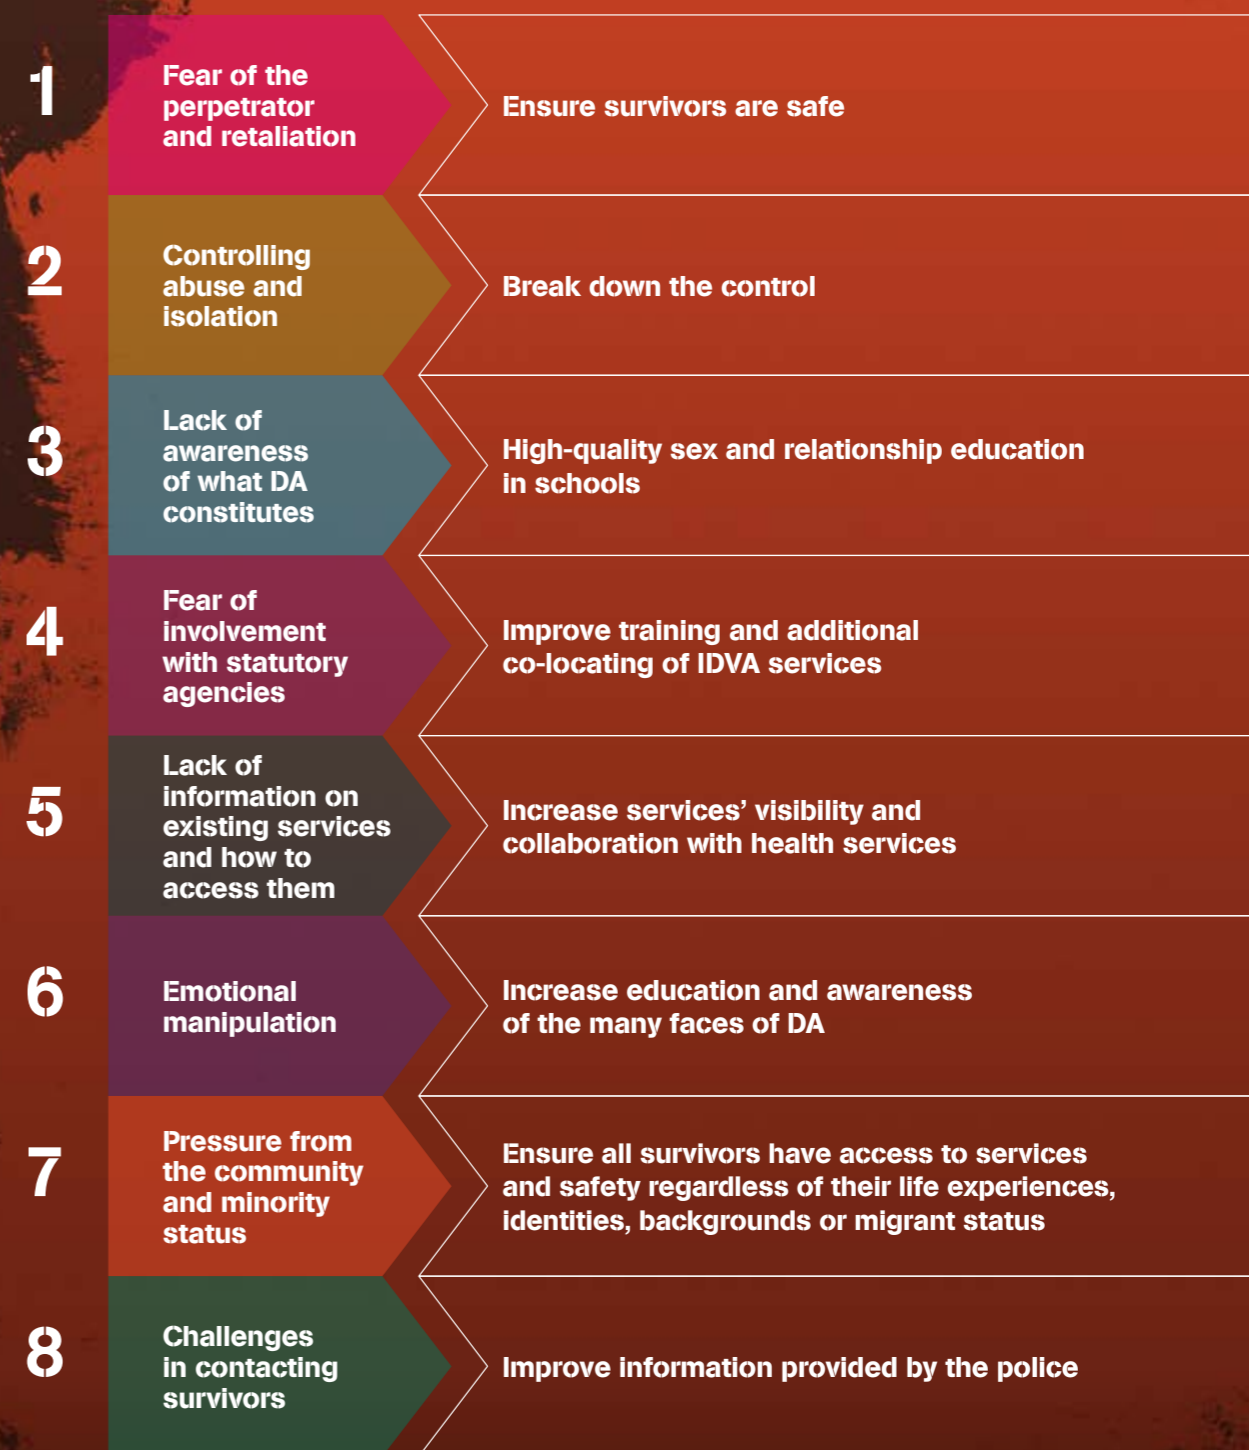 1
Fear of the
perpetrator
and retaliation
Ensure survivors are safe
2
Controlling
abuse and
isolation
Break down the control
3
Lack of
awareness
of what DA
constitutes
High-quality sex and relationship education
in schools
4
Fear of
involvement
with statutory
agencies
Improve training and additional
co-locating of IDVA services
5
Lack of
information on
existing services
and how to
access them
Increase services’ visibility and
collaboration with health services
6
Emotional
manipulation
Increase education and awareness
of the many faces of DA
7
Pressure from
the community
and minority
status
Ensure all survivors have access to services
and safety regardless of their life experiences,
identities, backgrounds or migrant status
8
Challenges
in contacting
survivors
Improve information provided by the police